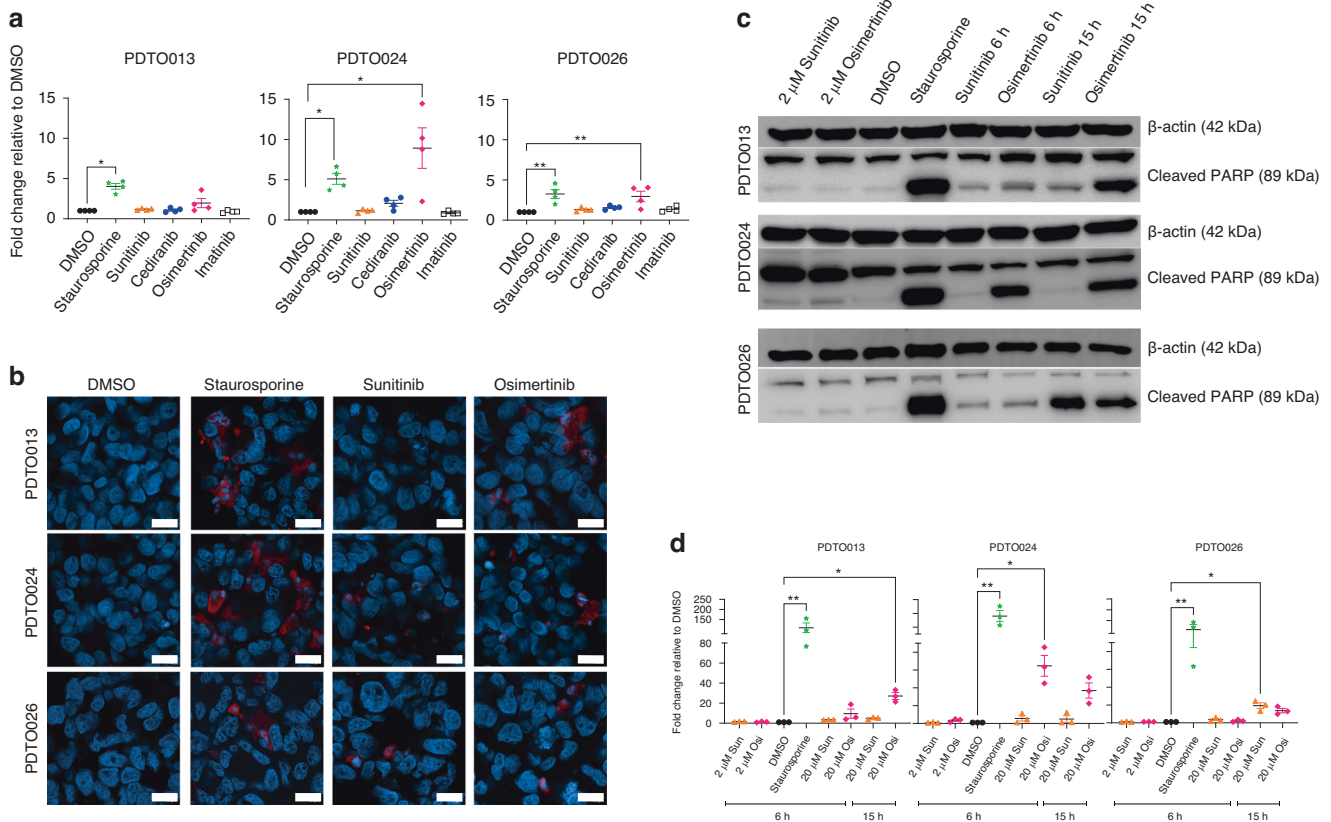 a
PDTO013
PDTO024
PDTO026
Fold change relative to DMSO
15
10
5
0
*
DMSO
Staurosporine
Sunitinib
Cediranib
Osimertinib
Imatinib
15
10
5
0
*
*
DMSO
Staurosporine
Sunitinib
Cediranib
Osimertinib
Imatinib
15
10
5
0
**
**
DMSO
Staurosporine
Sunitinib
Cediranib
Osimertinib
Imatinib
b
DMSO Staurosporine Sunitinib Osimertinib
PDTO013
PDTO024
PDTO026
c
2 μM Sunitinib
2 μM Osimertinib
DMSO
Staurosporine
Sunitinib 6 h
Osimertinib 6 h
Sunitinib 15 h
Osimertinib 15 h
PDTO013
β-actin (42 kDa)
Cleaved PARP (89 kDa)
PDTO024
β-actin (42 kDa)
Cleaved PARP (89 kDa)
PDTO026
β-actin (42 kDa)
Cleaved PARP (89 kDa)
d
PDTO013
PDTO024
PDTO026
Fold change relative to DMSO
250
200
150
80
60
40
20
0
**
*
2 μM Sun
2 μM Osi
DMSO
Staurosporine
20 μM Sun
20 μM Osi
20 μM Sun
20 μM Osi
6 h
15 h
**
*
2 μM Sun
2 μM Osi
DMSO
Staurosporine
20 μM Sun
20 μM Osi
20 μM Sun
20 μM Osi
6 h
15 h
**
*
2 μM Sun
2 μM Osi
DMSO
Staurosporine
20 μM Sun
20 μM Osi
20 μM Sun
20 μM Osi
6 h
15 h